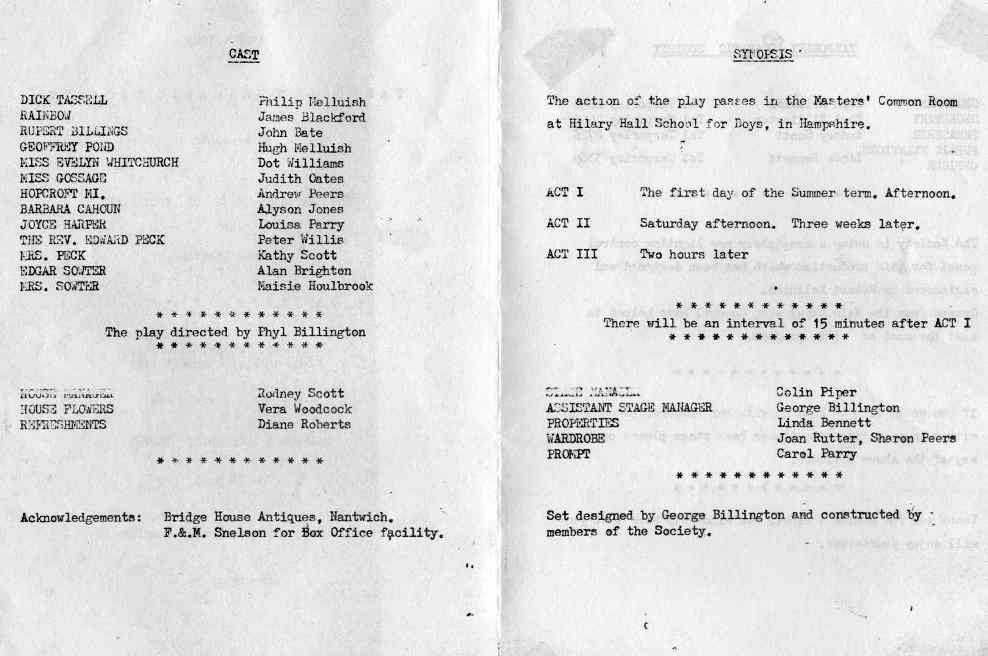 CAST
DICK TASSELL Philip Melluish
RAINBOW James Blackford
RUPERT BILLINGS John Bate
GEOFFREY POND Hugh Melluish
MISS EVELYN WHITCHURCH Dot Williams
MISS GOSSAGE Judith Oates
HOPCROFT MI. Andrew Peers
BARBARA CAHOUN Alyson Jones
JOYCE HARPER Louisa Parry
THE REV. EDWARD PECK Peter Willis
MRS. PECK Kathy Scott
EDGAR SOWTER Alan Brighton
MRS. SOWTER Maisie Houlbrook
* * * * * * * * * * * *
The play directed by Phyl Billington
* * * * * * * * * * * *
HOUSE MANAGER Rodney Scott
HOUSE FLOWERS Vera Woodcock
REFRESHMENTS Diane Roberts
* * * * * * * * * * * *
Acknowledgements: Bridge House Antiques, Nantwich.
F.&.M. Snelson for Box Office facility.
SYNOPSIS
The action of the play passes in the Masters' Common Room
at Hilary Hall School for Boys, in Hampshire.
ACT I The first day of the Summer term. Afternoon.
ACT II Saturday afternoon. Three weeks later.
ACT III Two hours later
* * * * * * * * * * * *
There will be an interval of 15 minutes after ACT I
* * * * * * * * * * * * *
STAGE MANAGER Colin Piper
ASSISTANT STAGE MANAGER George Billington
PROPERTIES Linda Bennett
WARDROBE Joan Rutter, Sharon Peers
PROMPT Carol Parry
* * * * * * * * * * * *
Set designed by George Billington and constructed by
members of the Society.